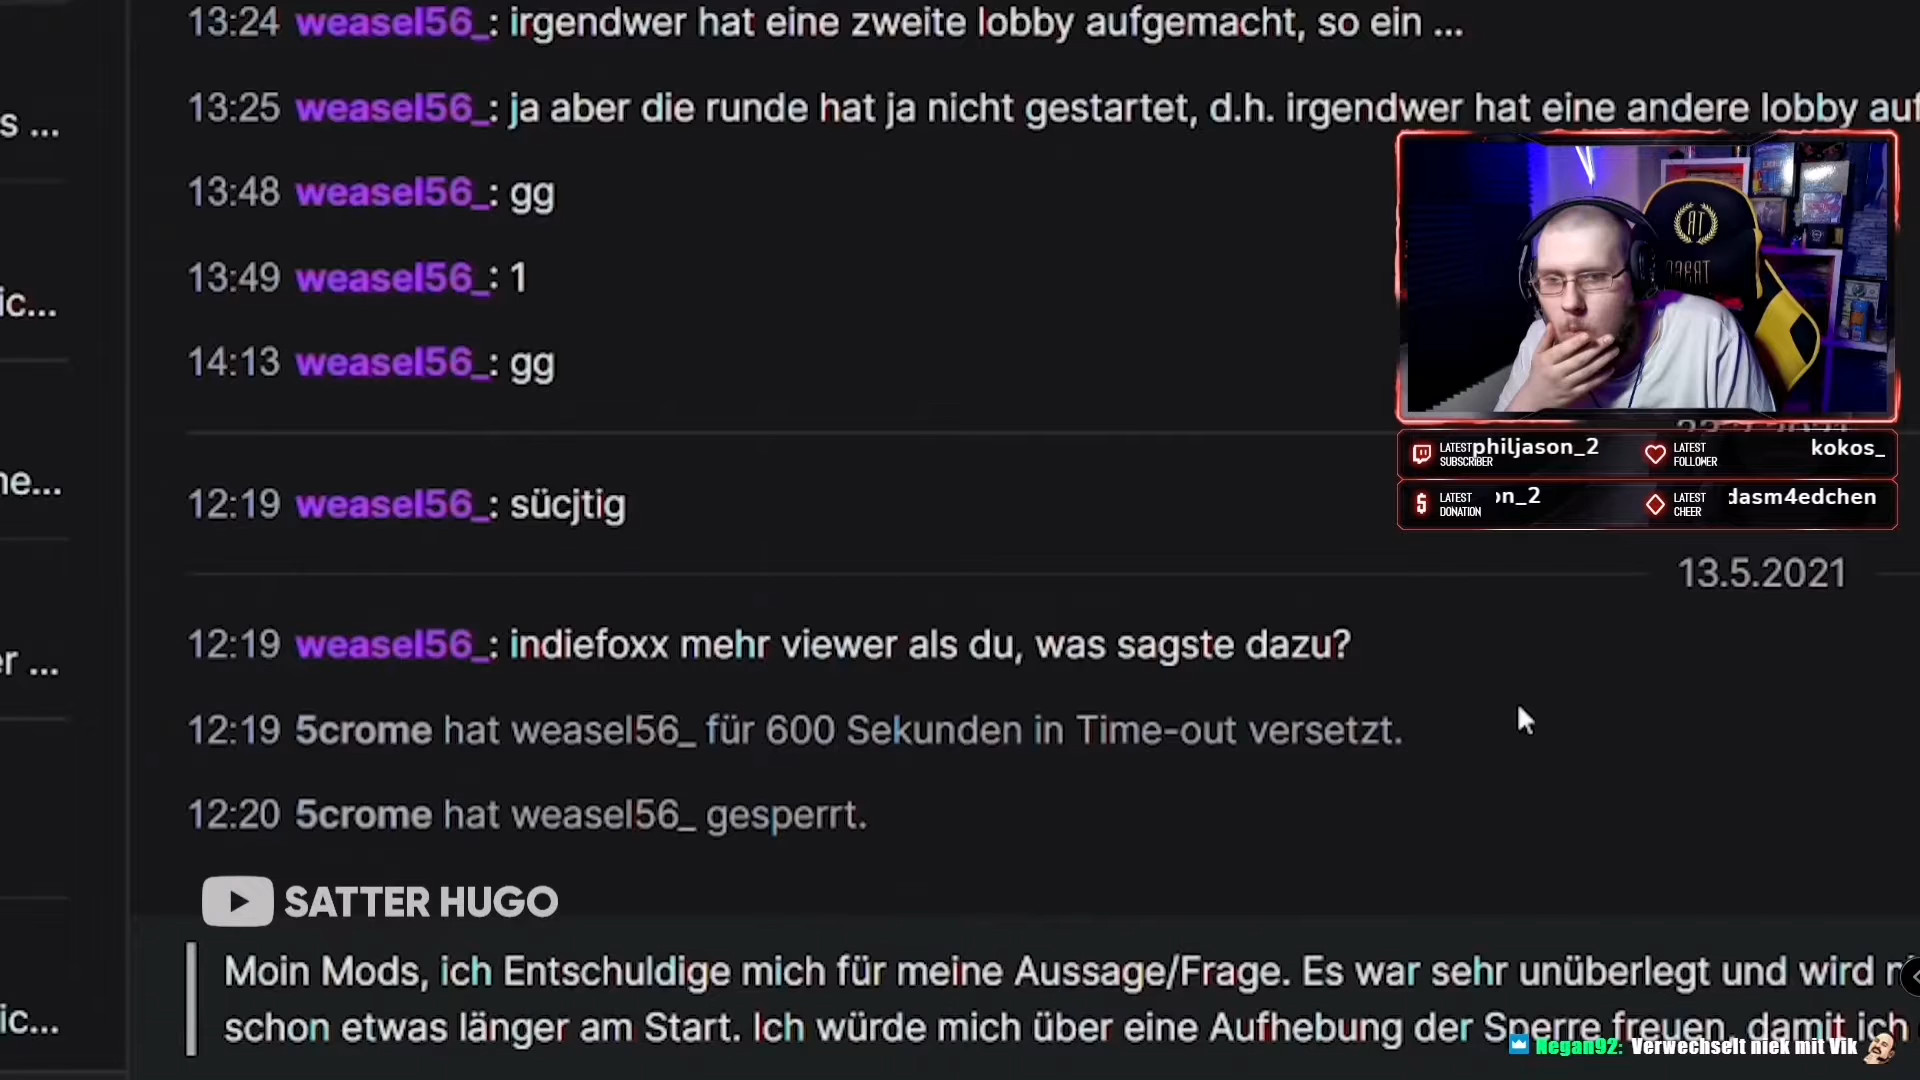 13:24 weasel56_: irgendwer hat eine zweite lobby aufgemacht, so ein ...
s ...
13:25 weasel56_: ja aber die runde hat ja nicht gestartet, d.h. irgendwer hat eine andere lobby auf
13:48 weasel56_: gg
ic...
13:49 weasel56_: 1
14:13 weasel56_: gg
LATEST SUBSCRIBER philjason_2
LATEST FOLLOWER kokos_
ne...
12:19 weasel56_: sücjtig
LATEST DONATION on_2
LATEST CHEER dasm4edchen
13.5.2021
12:19 weasel56_: indiefoxx mehr viewer als du, was sagste dazu?
er ...
12:19 5crome hat weasel56_ für 600 Sekunden in Time-out versetzt.
12:20 5crome hat weasel56_ gesperrt.
SATTER HUGO
Moin Mods, ich Entschuldige mich für meine Aussage/Frage. Es war sehr unüberlegt und wird
ic...
schon etwas länger am Start. Ich würde mich über eine Aufhebung der Sperre freuen, damit ich
Negan92: Verwechselt niek mit Vik